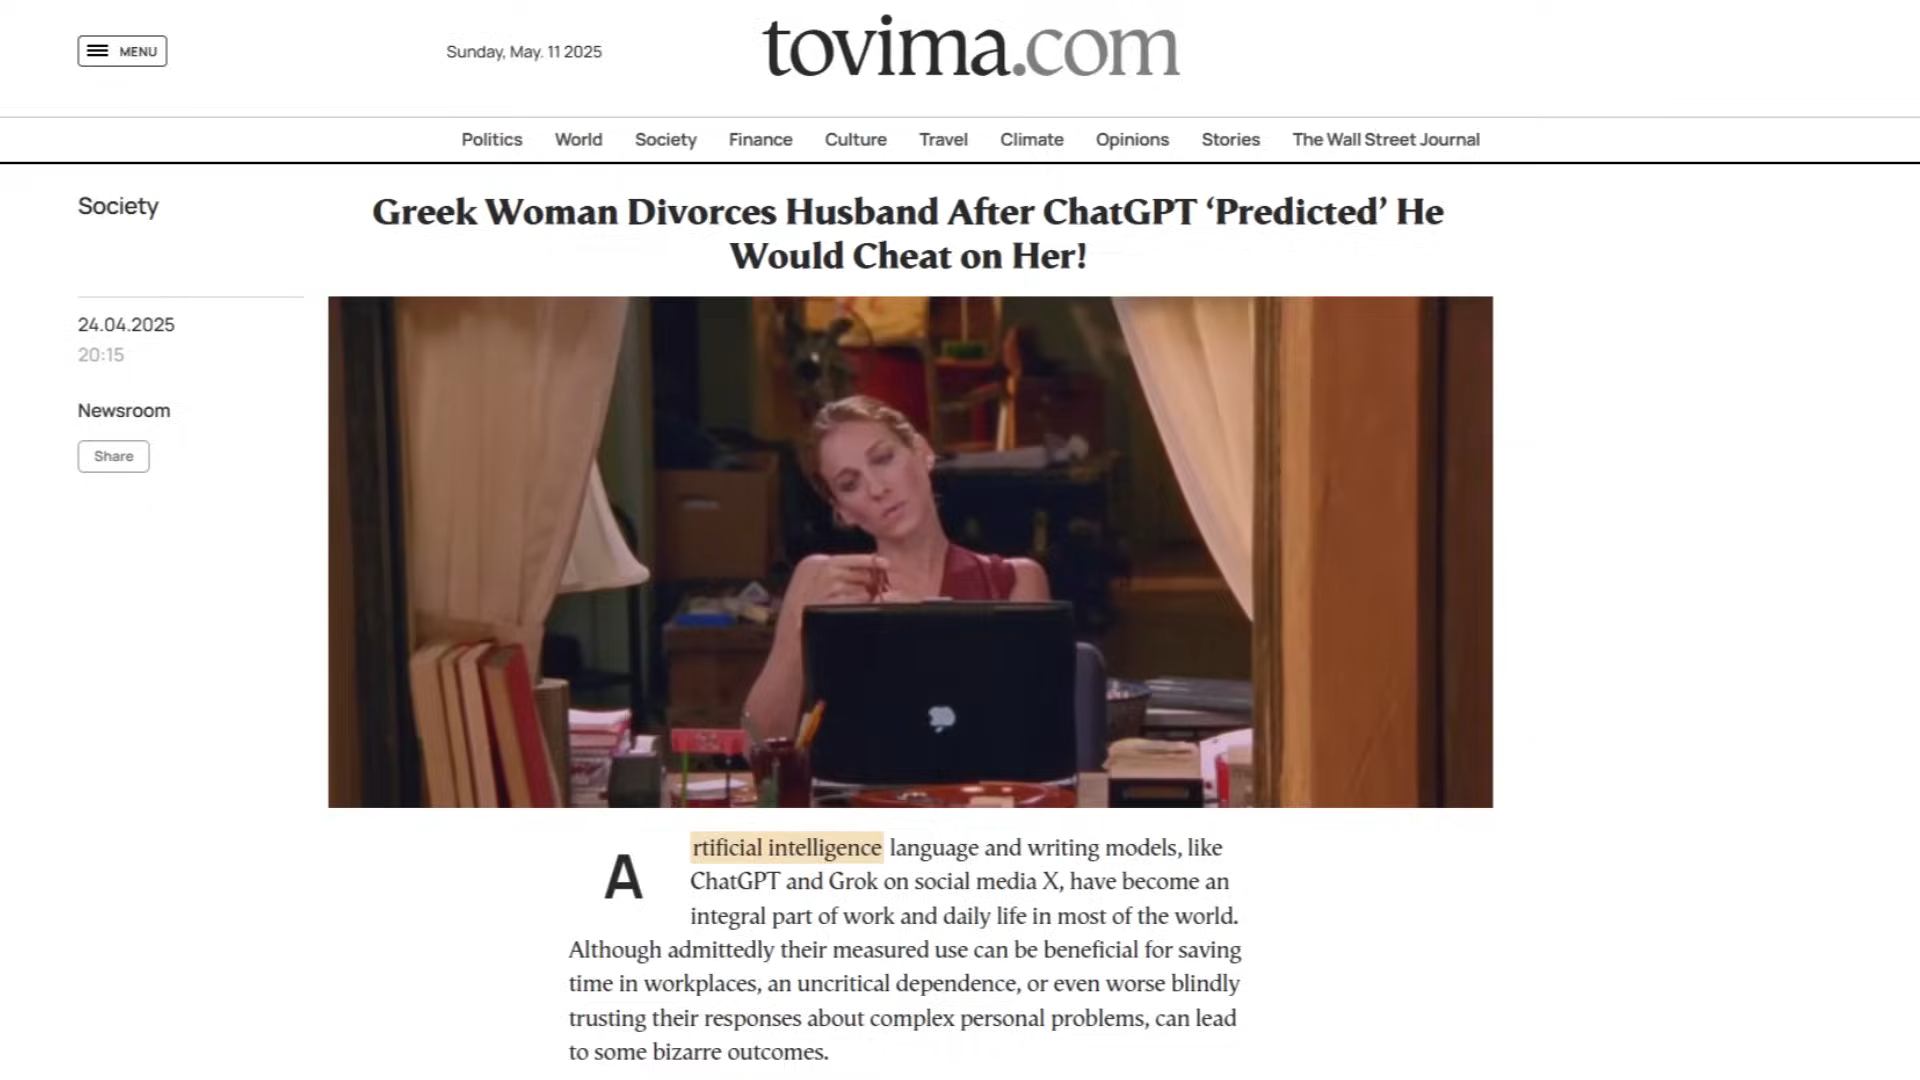 MENU
Sunday, May. 11 2025
tovima.com
Politics World Society Finance Culture Travel Climate Opinions Stories The Wall Street Journal
Society
Greek Woman Divorces Husband After ChatGPT ‘Predicted’ He
Would Cheat on Her!
24.04.2025
20:15
Newsroom
Share
Artificial intelligence language and writing models, like
ChatGPT and Grok on social media X, have become an
integral part of work and daily life in most of the world.
Although admittedly their measured use can be beneficial for saving
time in workplaces, an uncritical dependence, or even worse blindly
trusting their responses about complex personal problems, can lead
to some bizarre outcomes.